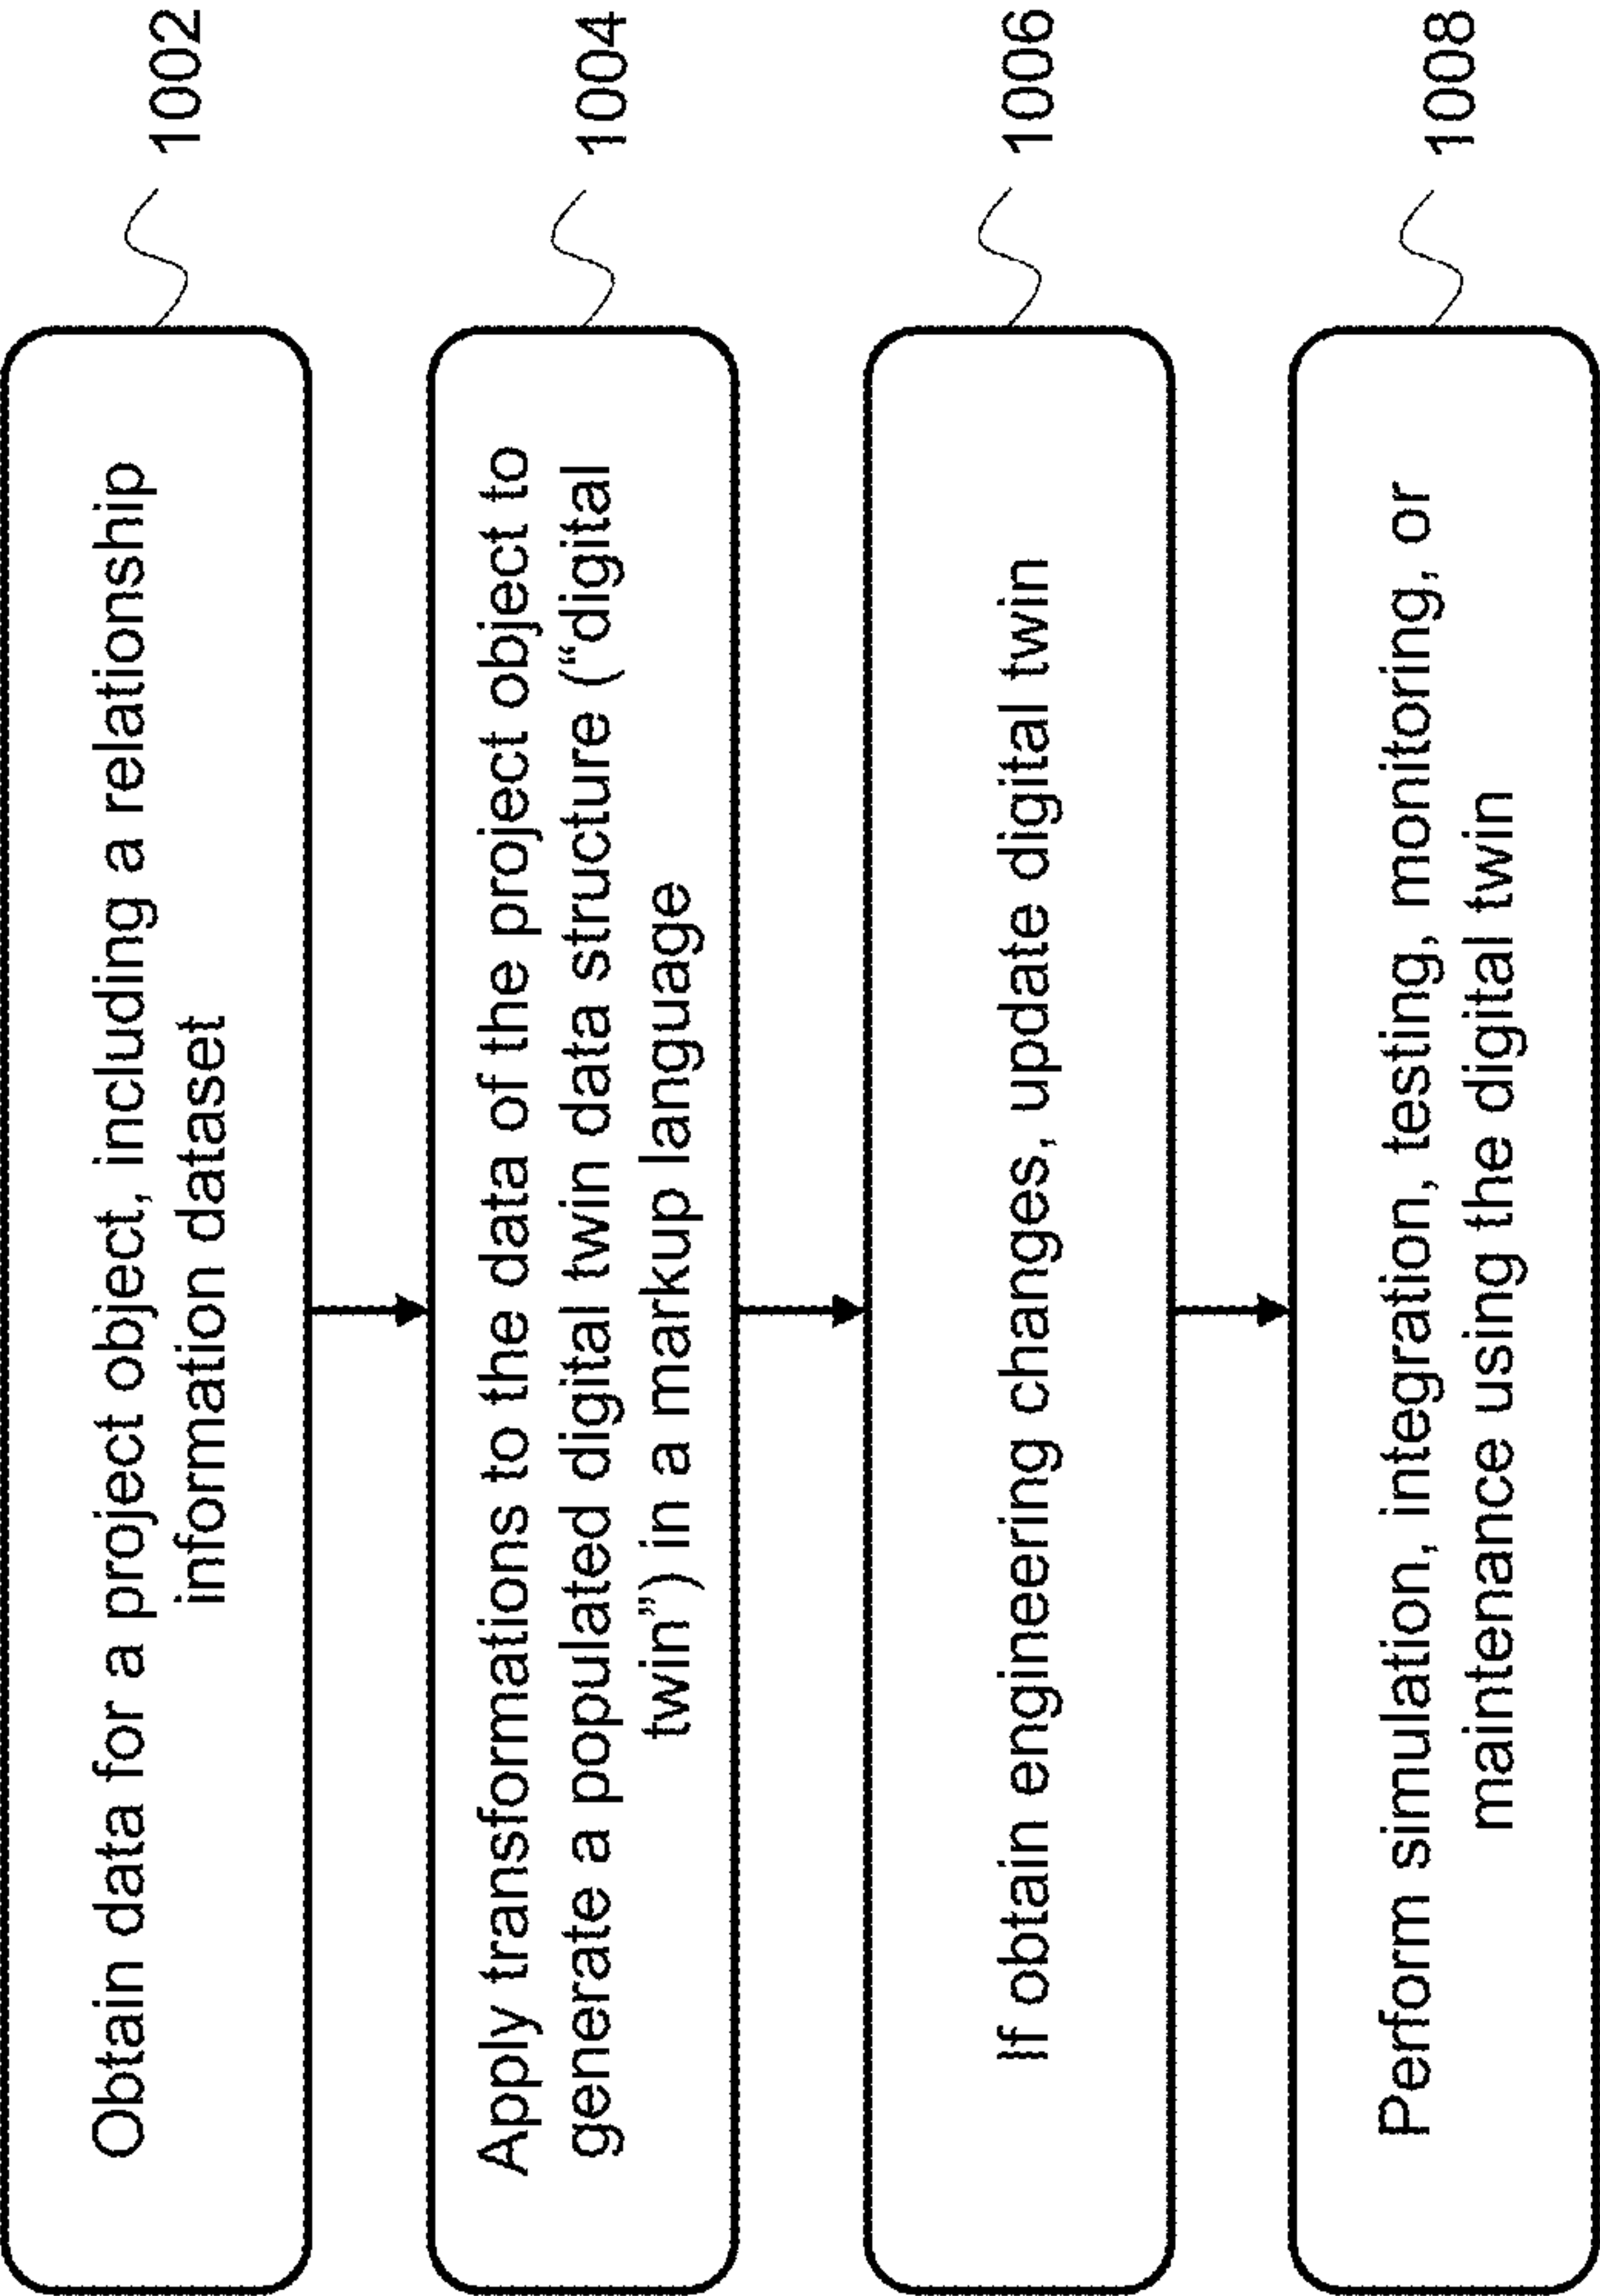 Obtain data for a project object, including a relationship
information dataset
1002
Apply transformations to the data of the project object to
generate a populated digital twin data structure (“digital
twin”) in a markup language
1004
If obtain engineering changes, update digital twin
1006
Perform simulation, integration, testing, monitoring, or
maintenance using the digital twin
1008